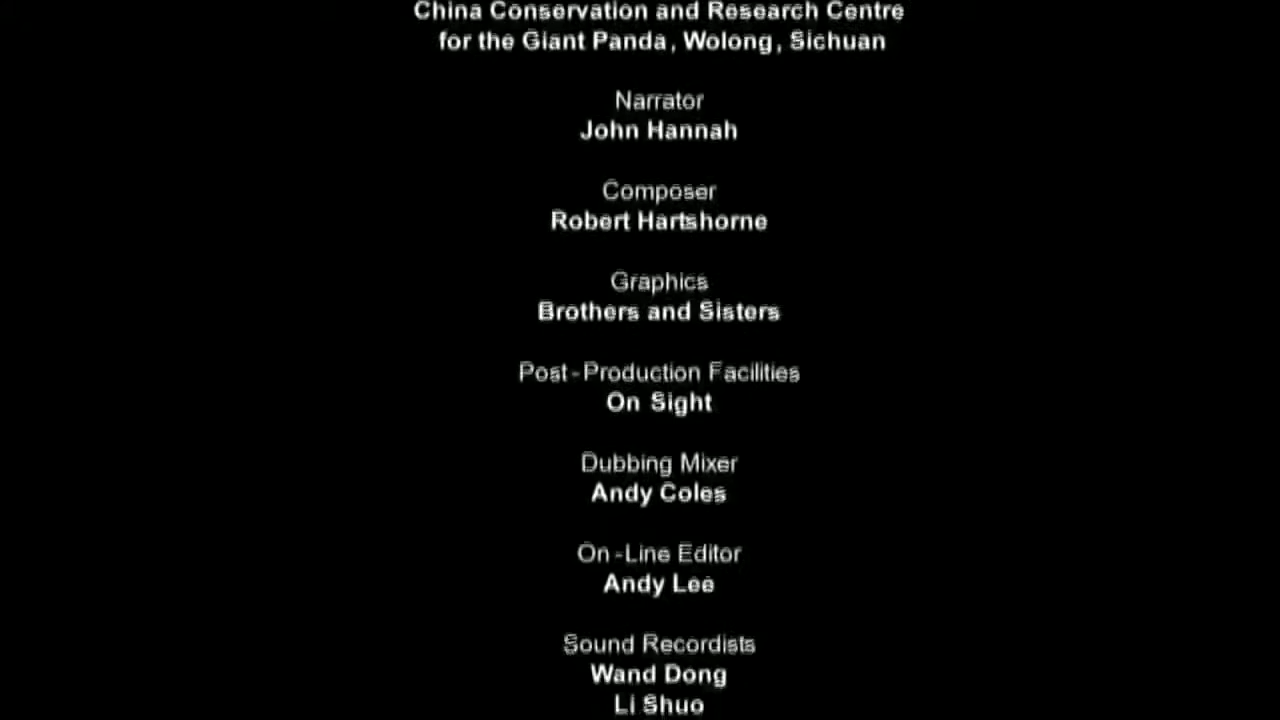 China Conservation and Research Centre
for the Giant Panda, Wolong, Sichuan
Narrator
John Hannah
Composer
Robert Hartshorne
Graphics
Brothers and Sisters
Post-Production Facilities
On Sight
Dubbing Mixer
Andy Coles
On-Line Editor
Andy Lee
Sound Recordists
Wand Dong
Li Shuo